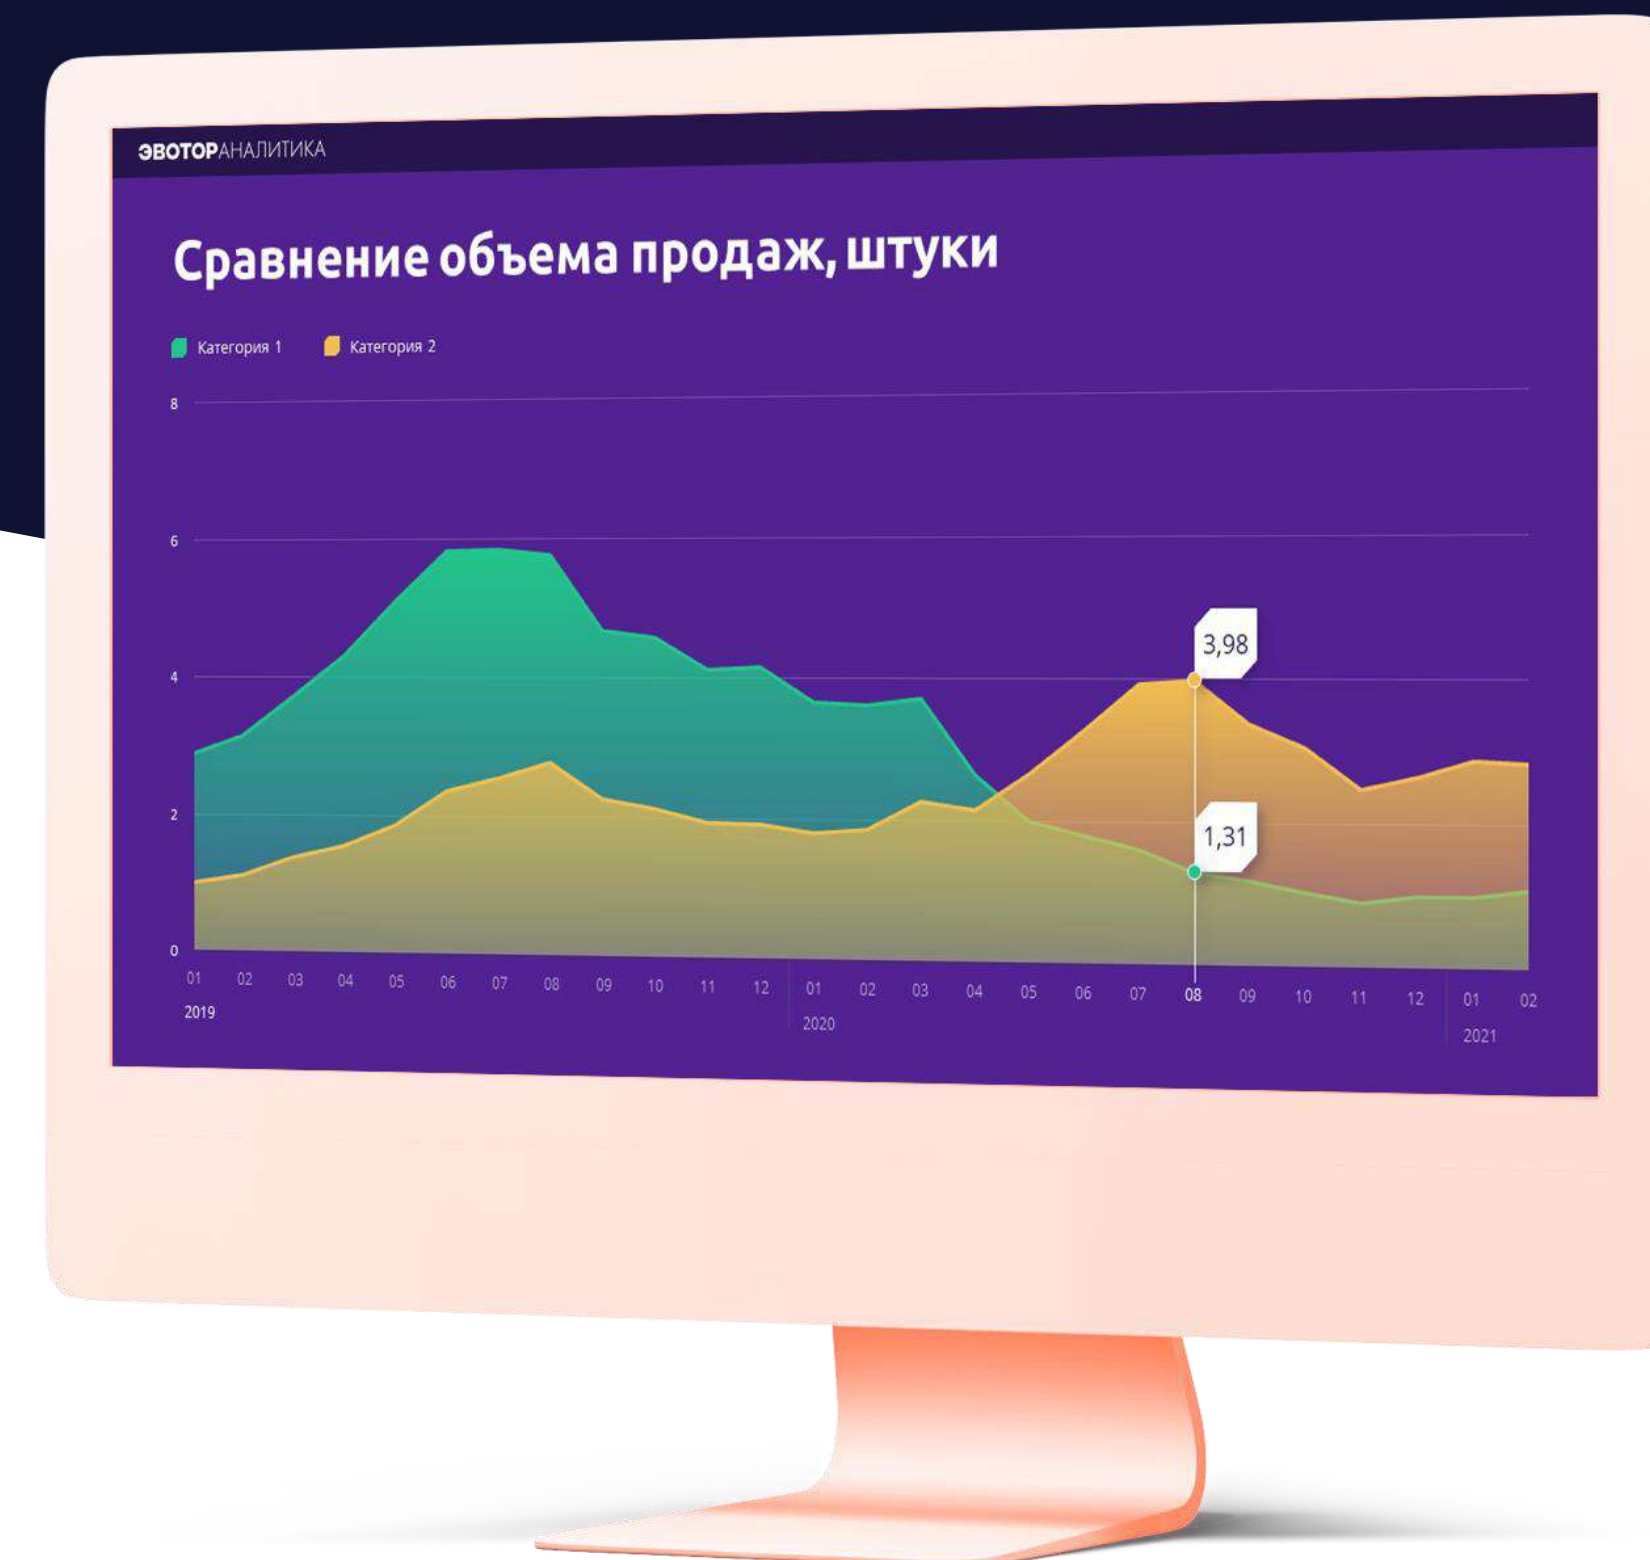 ЭВОТОРАНАЛИТИКА
Сравнение объема продаж, штуки
Категория 1 Категория 2
8
6
3,98
4
2
1,31
0
01 02 03 04 05 06 07 08 09 10 11 12 01 02 03 04 05 06 07 08 09 10 11 12 01 02
2019 2020 2021